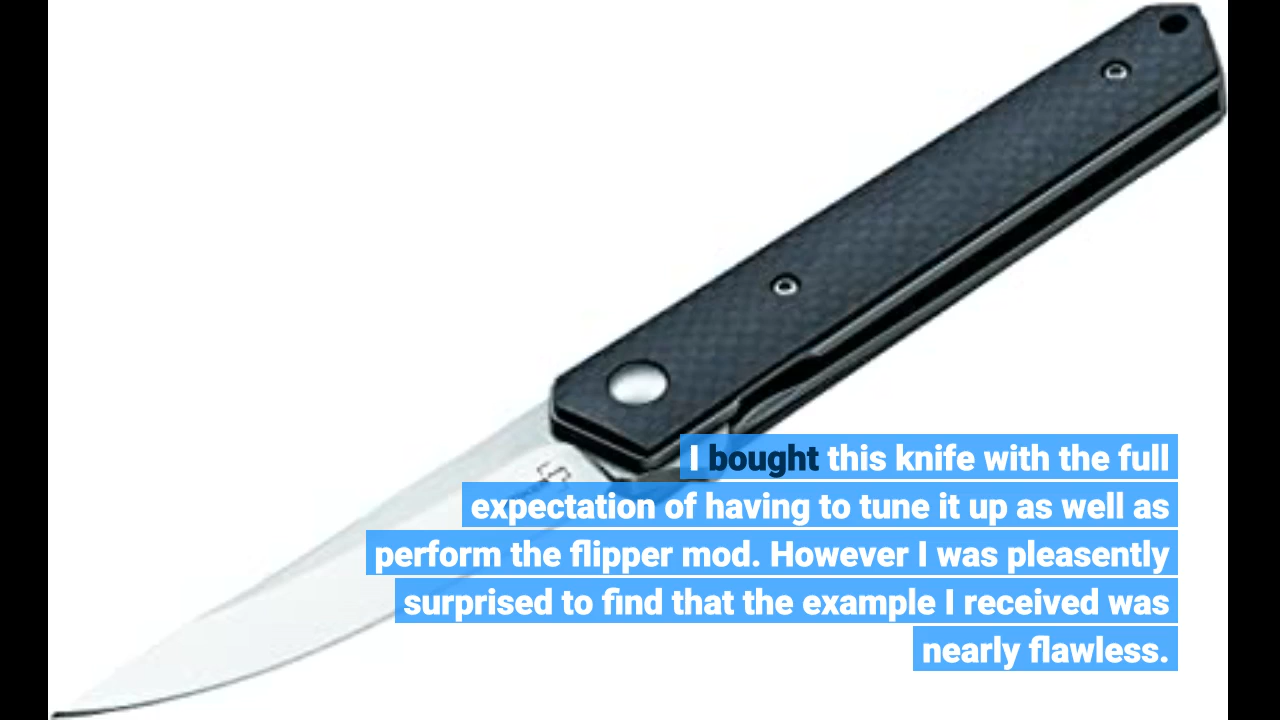 I bought this knife with the full
expectation of having to tune it up as well as
perform the flipper mod. However I was pleasently
surprised to find that the example I received was
nearly flawless.